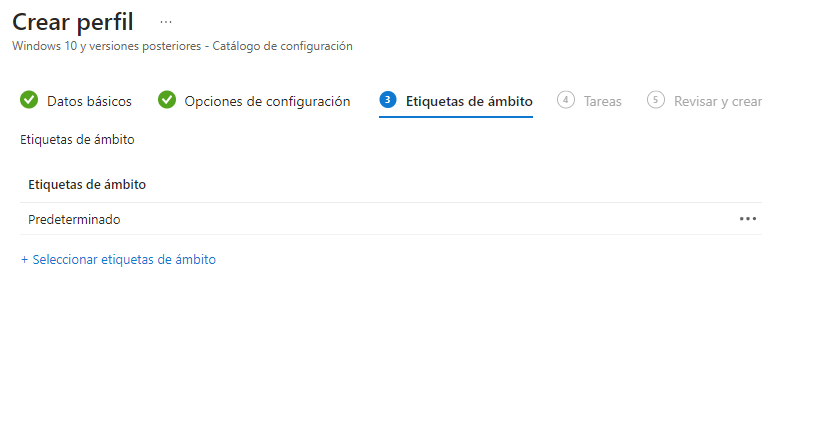 Crear perfil ...
Windows 10 y versiones posteriores - Catálogo de configuración
Datos básicos Opciones de configuración 3 Etiquetas de ámbito 4 Tareas 5 Revisar y crear
Etiquetas de ámbito
Etiquetas de ámbito
Predeterminado ...
+ Seleccionar etiquetas de ámbito